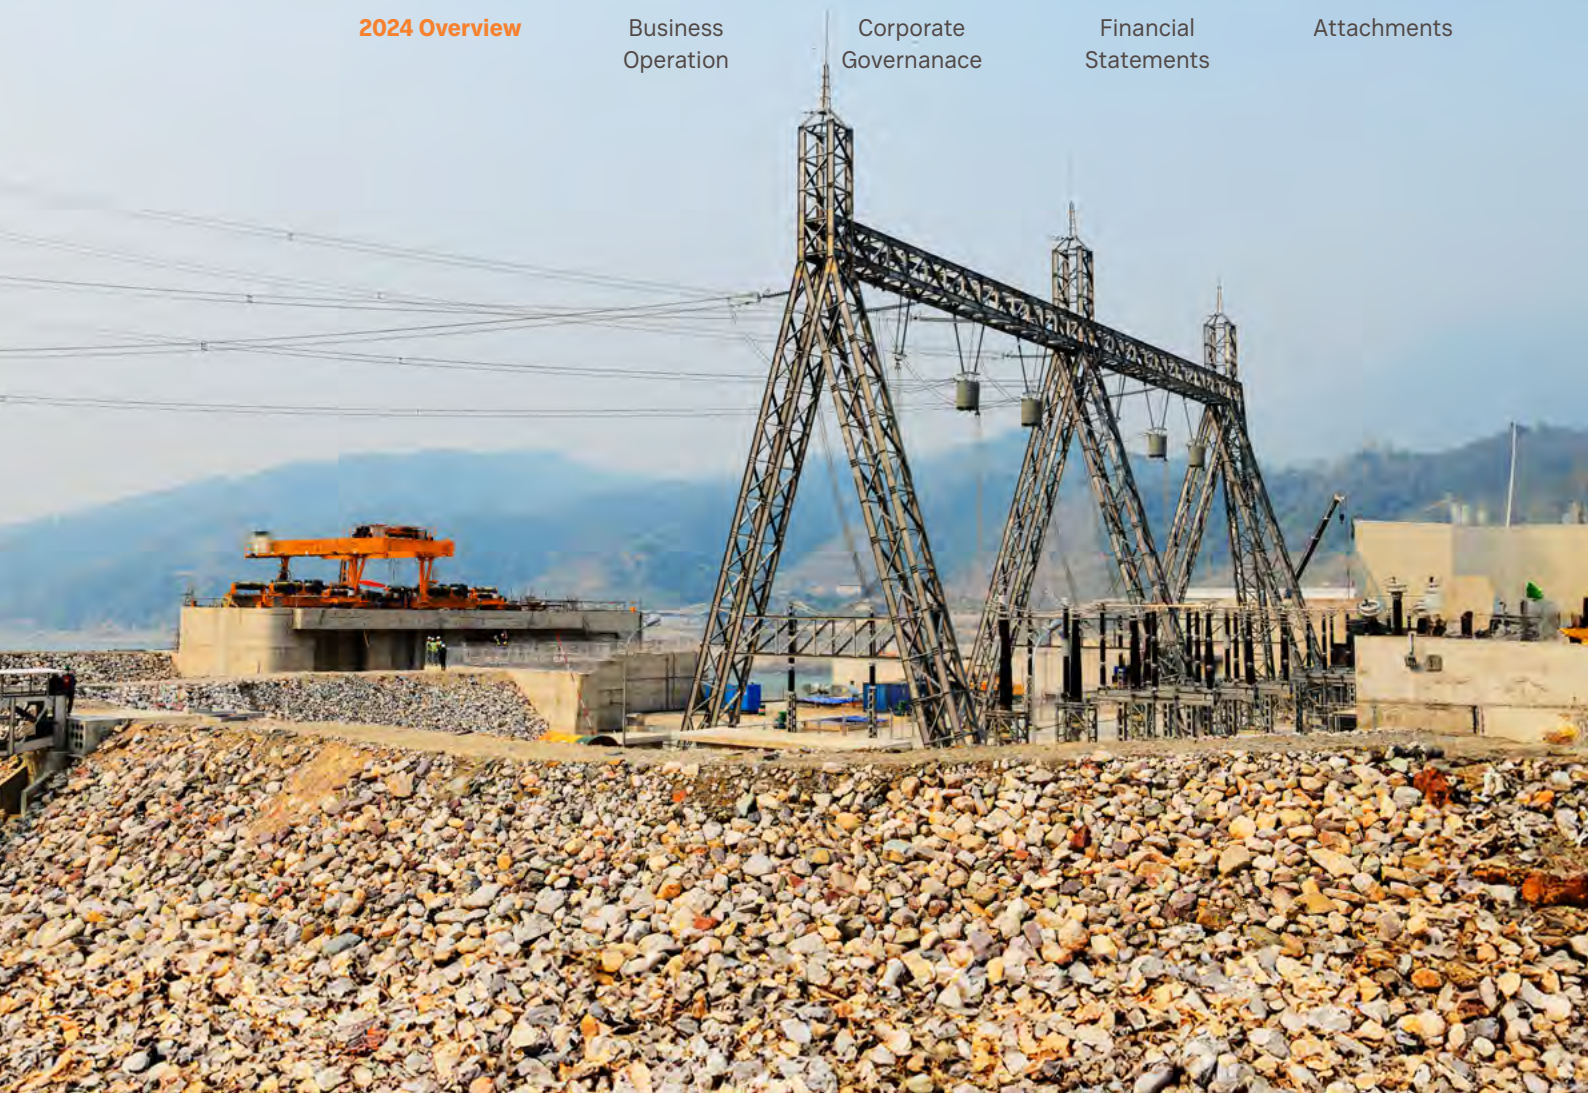 2024 Overview
Business
Operation
Corporate
Governanace
Financial
Statements
Attachments